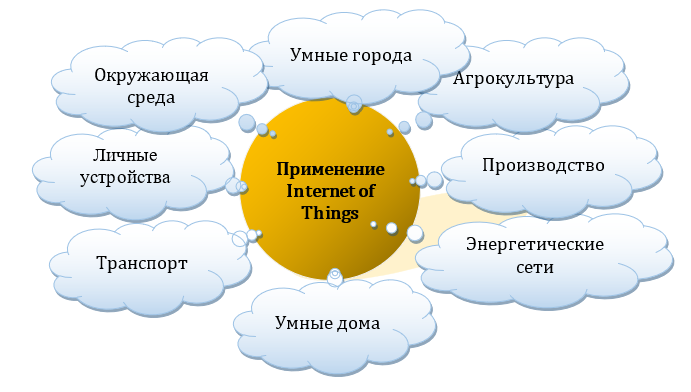 Умные города
Окружающая
среда
Агрокультура
Личные
устройства
Применение
Internet of
Things
Производство
Транспорт
Энергетические
сети
Умные дома